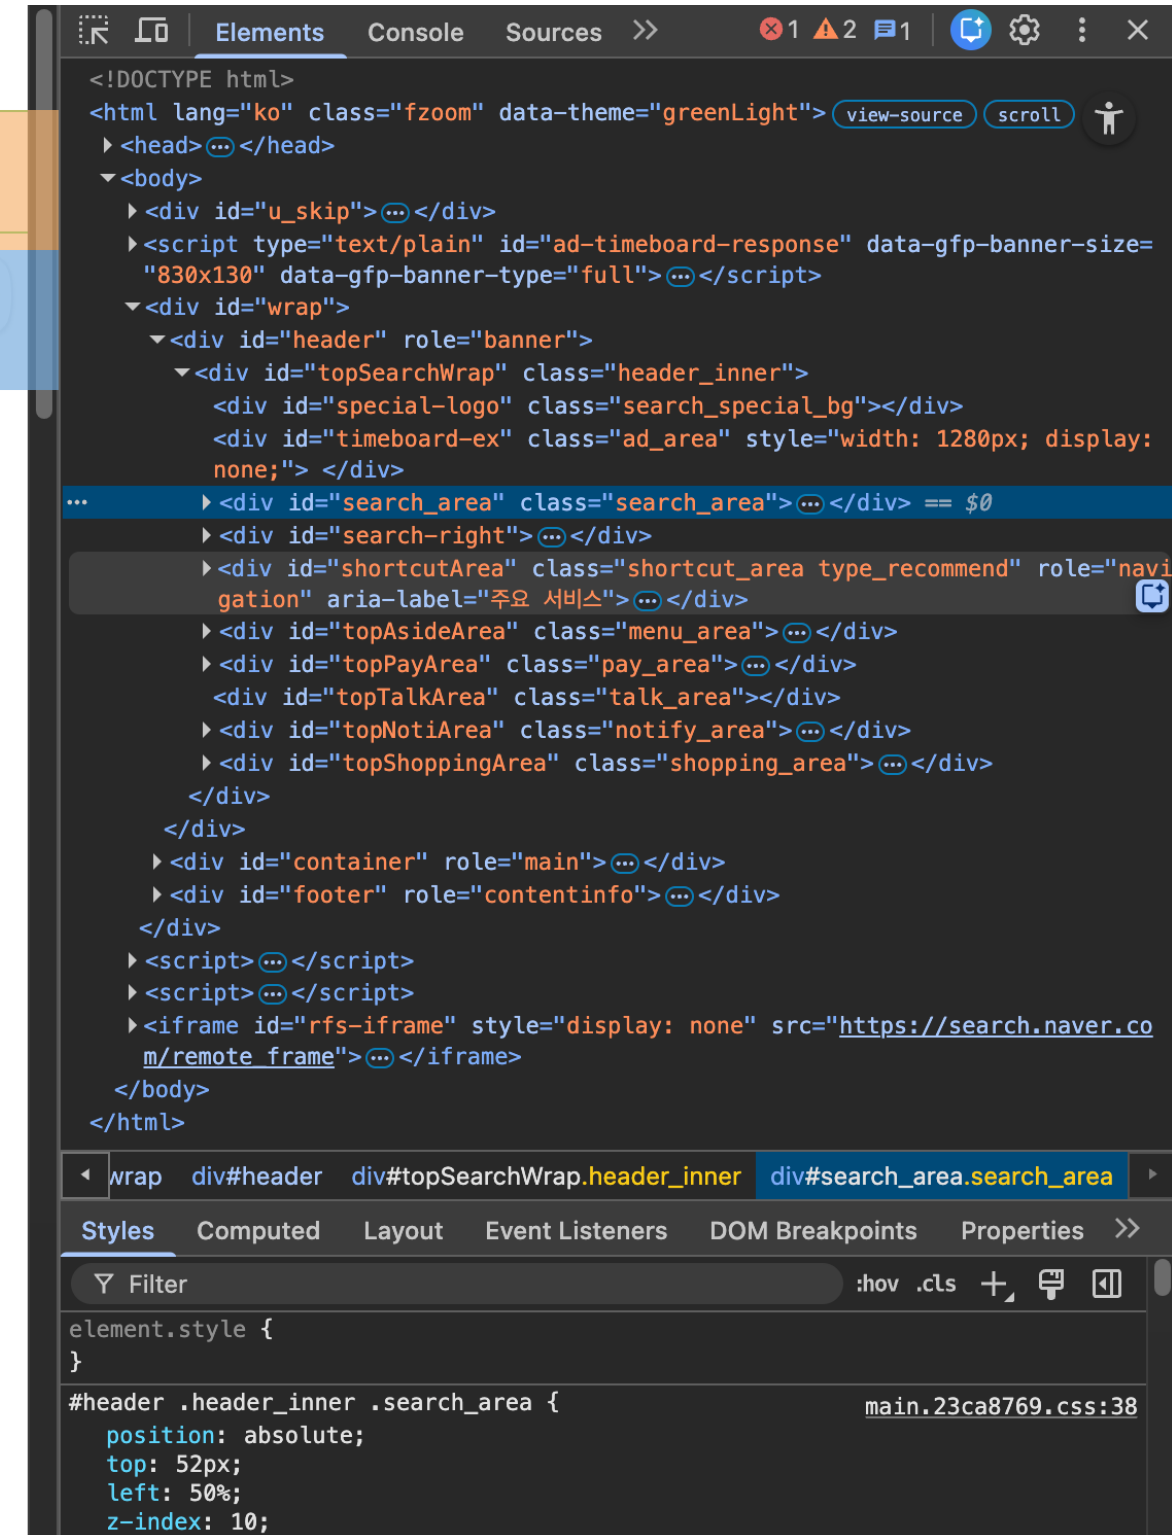 Elements Console Sources >> 1 2 1
<!DOCTYPE html>
<html lang="ko" class="fzoom" data-theme="greenLight"> view-source scroll
<head> ··· </head>
<body>
<div id="u_skip"> ··· </div>
<script type="text/plain" id="ad-timeboard-response" data-gfp-banner-size=
"830x130" data-gfp-banner-type="full"> ··· </script>
<div id="wrap">
<div id="header" role="banner">
<div id="topSearchWrap" class="header_inner">
<div id="special-logo" class="search_special_bg"></div>
<div id="timeboard-ex" class="ad_area" style="width: 1280px; display:
none;"> </div>
··· <div id="search_area" class="search_area"> ··· </div> == $0
<div id="search-right"> ··· </div>
<div id="shortcutArea" class="shortcut_area type_recommend" role="navi
gation" aria-label="주요 서비스"> ··· </div>
<div id="topAsideArea" class="menu_area"> ··· </div>
<div id="topPayArea" class="pay_area"> ··· </div>
<div id="topTalkArea" class="talk_area"></div>
<div id="topNotiArea" class="notify_area"> ··· </div>
<div id="topShoppingArea" class="shopping_area"> ··· </div>
</div>
</div>
<div id="container" role="main"> ··· </div>
<div id="footer" role="contentinfo"> ··· </div>
</div>
<script> ··· </script>
<script> ··· </script>
<iframe id="rfs-iframe" style="display: none" src="https://search.naver.co
m/remote_frame"> ··· </iframe>
</body>
</html>
wrap div#header div#topSearchWrap.header_inner div#search_area.search_area
Styles Computed Layout Event Listeners DOM Breakpoints Properties >>
Filter :hov .cls
element.style {
}
#header .header_inner .search_area { main.23ca8769.css:38
position: absolute;
top: 52px;
left: 50%;
z-index: 10;